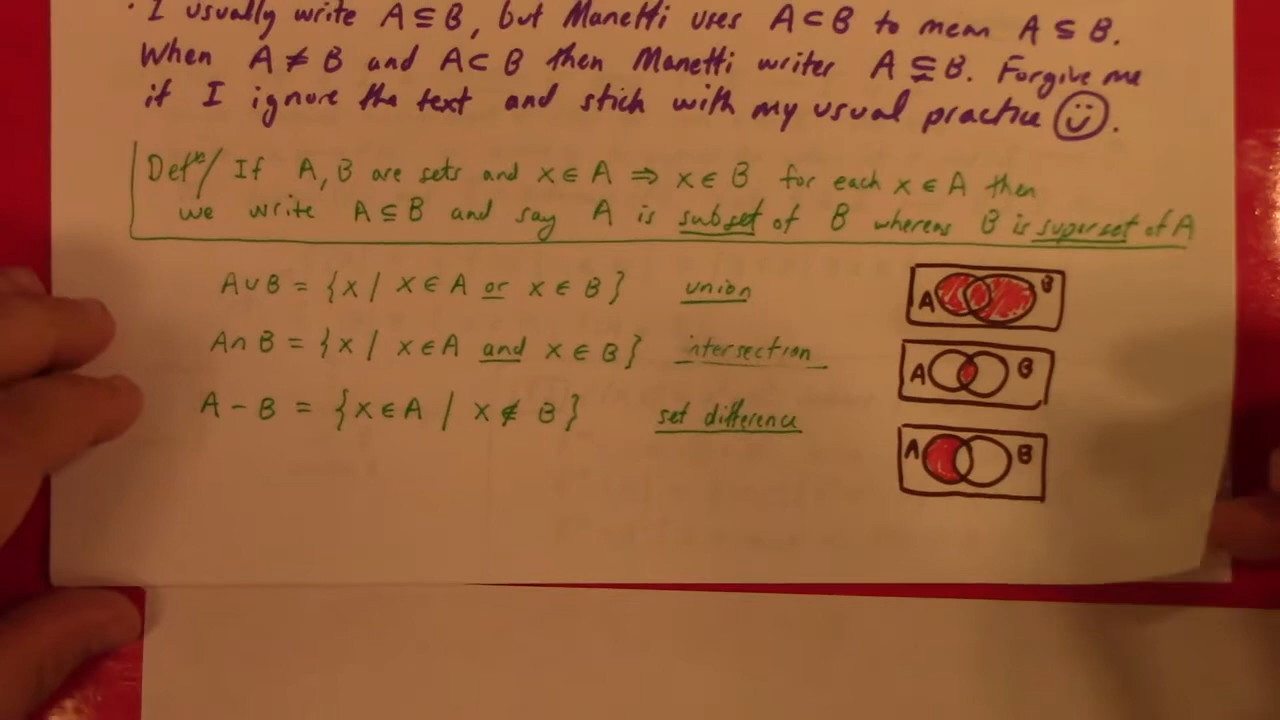 • I usually write A ⊆ B, but Manetti uses A ⊂ B to mean A ⊆ B.
When A ≠ B and A ⊂ B then Manetti writes A ⊊ B. Forgive me
if I ignore the text and stick with my usual practice ☺.
Defⁿ/ If A, B are sets and x ∈ A ⇒ x ∈ B for each x ∈ A then
we write A ⊆ B and say A is subset of B whereas B is superset of A
A ∪ B = {x | x ∈ A or x ∈ B} union A B
A ∩ B = {x | x ∈ A and x ∈ B} intersection A B
A − B = {x ∈ A | x ∉ B} set difference A B